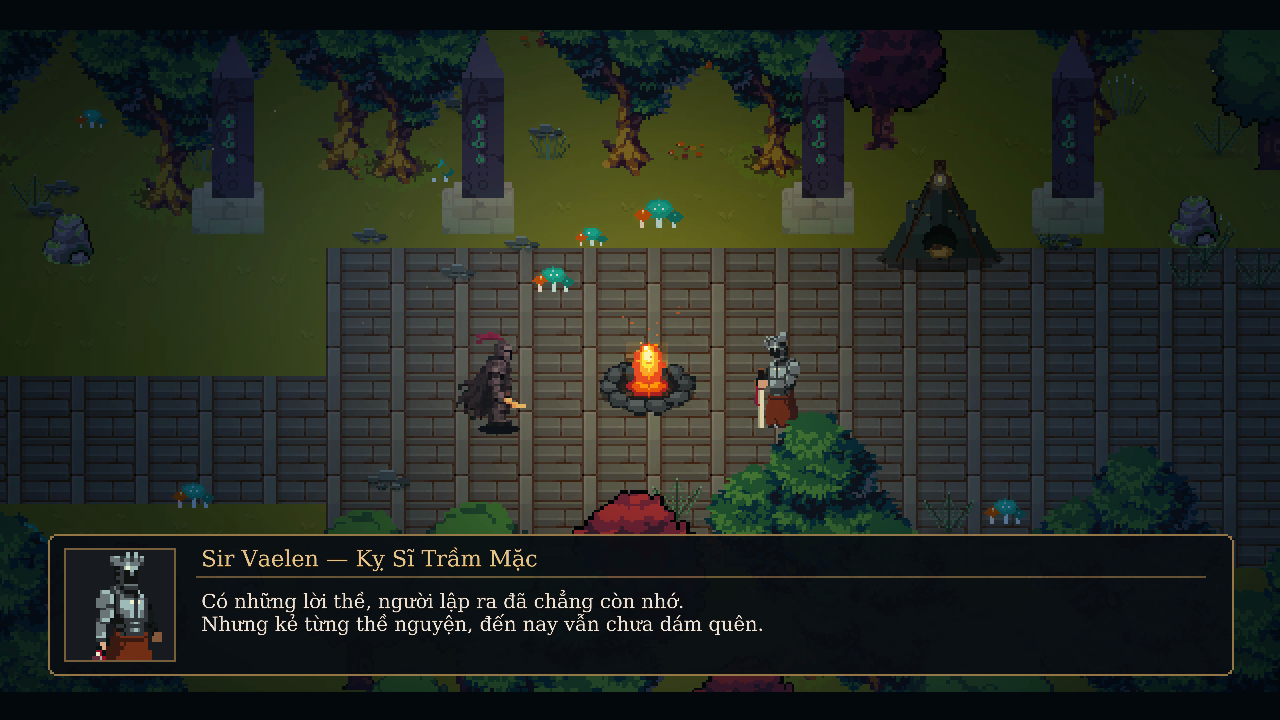 Sir Vaelen — Kỵ Sĩ Trầm Mặc
Có những lời thề, người lập ra đã chẳng còn nhớ.
Nhưng kẻ từng thề nguyện, đến nay vẫn chưa dám quên.